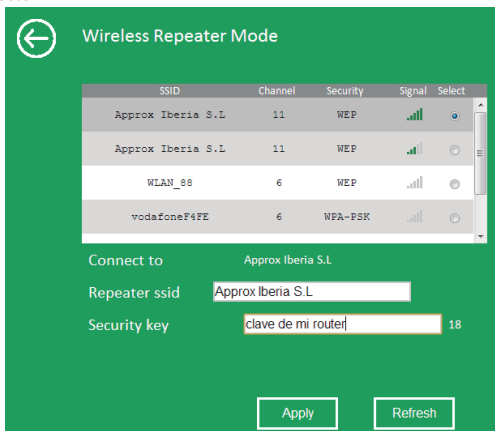 Wireless Repeater Mode
SSID Channel Security Signal Select
Approx Iberia S.L 11 WEP
Approx Iberia S.L 11 WEP
WLAN_88 6 WEP
vodafoneF4FE 6 WPA-PSK
Connect to Approx Iberia S.L
Repeater ssid Approx Iberia S.L
Security key clave de mi router 18
Apply Refresh